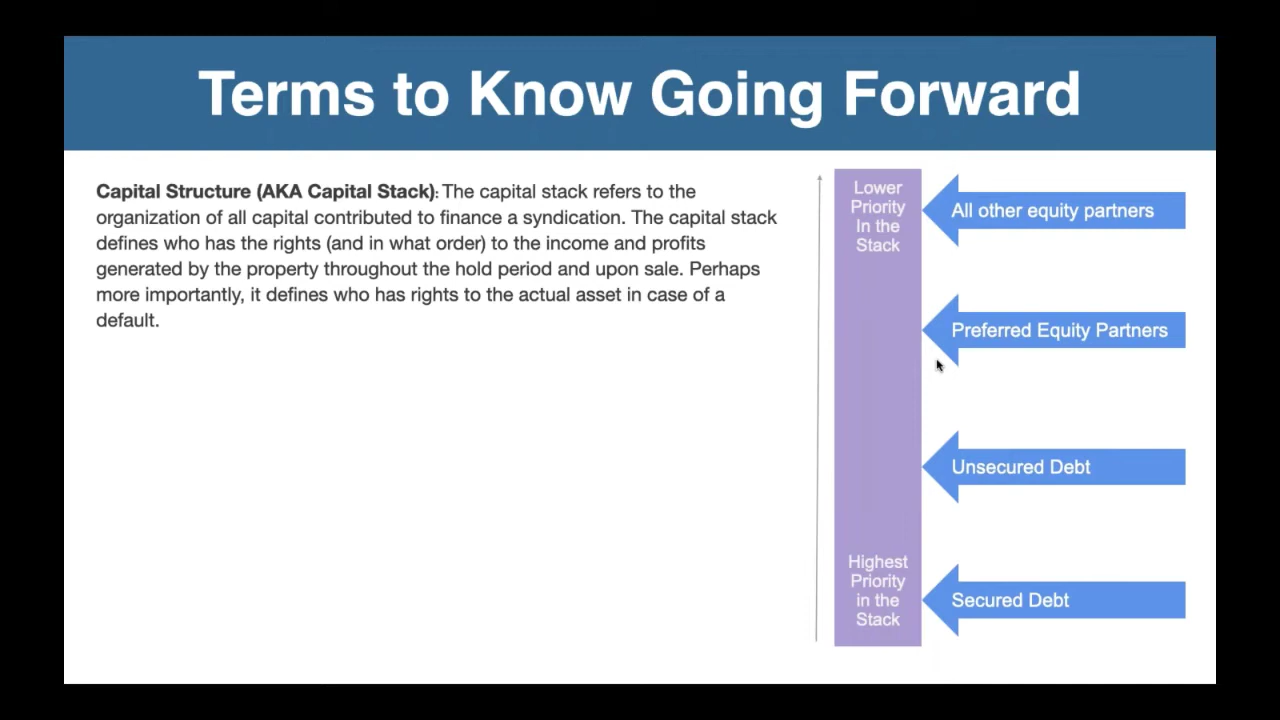 Terms to Know Going Forward
Capital Structure (AKA Capital Stack): The capital stack refers to the
organization of all capital contributed to finance a syndication. The capital stack
defines who has the rights (and in what order) to the income and profits
generated by the property throughout the hold period and upon sale. Perhaps
more importantly, it defines who has rights to the actual asset in case of a
default.
Lower
Priority
In the
Stack
All other equity partners
Preferred Equity Partners
Unsecured Debt
Highest
Priority
in the
Stack
Secured Debt